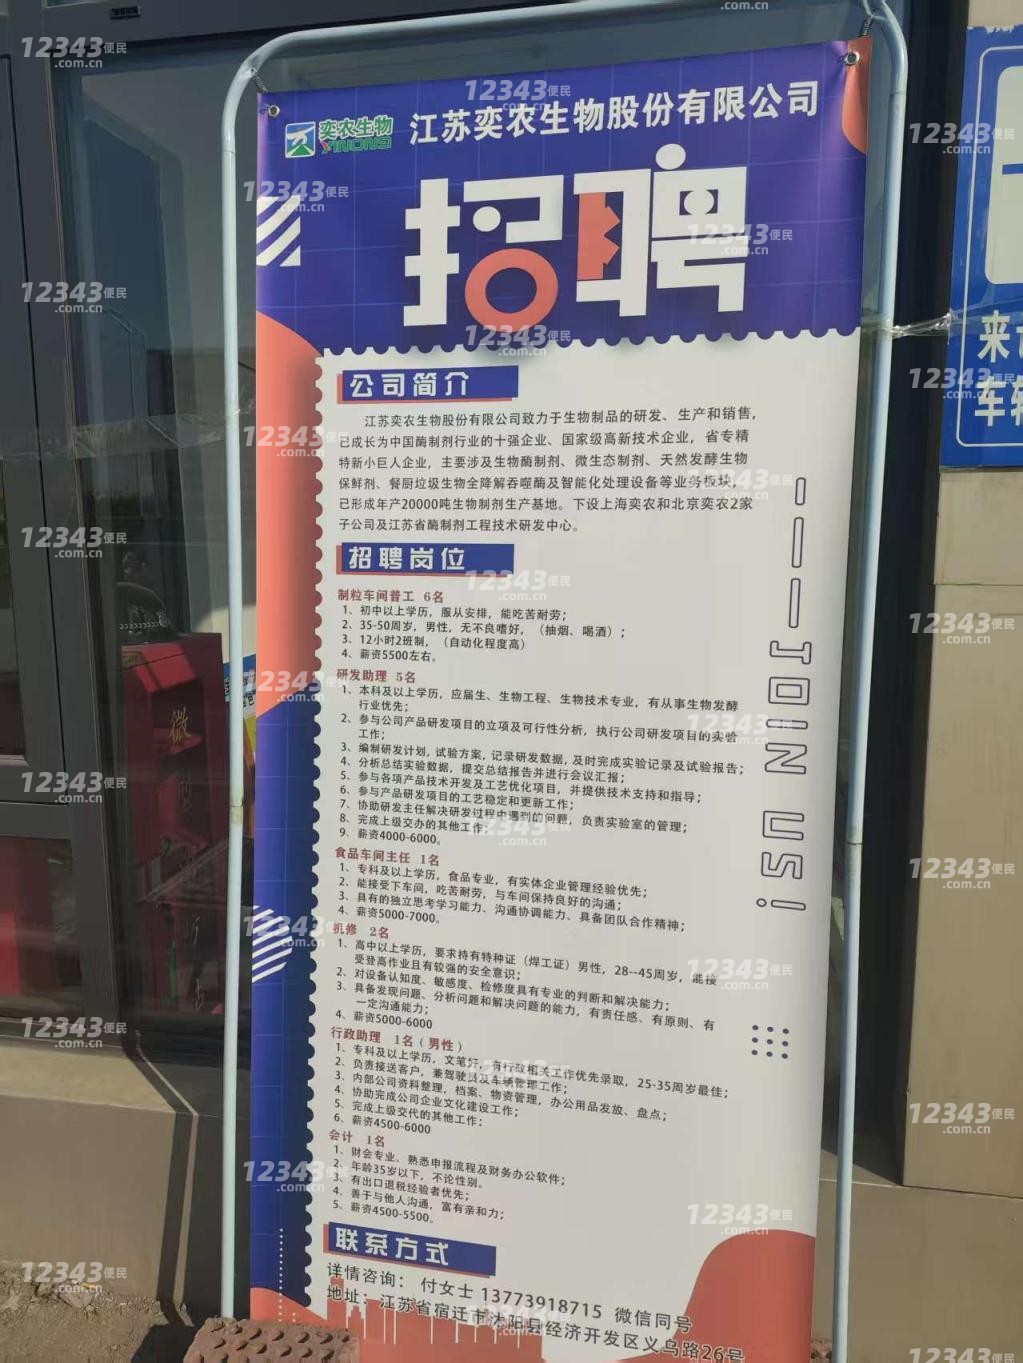 奕农生物
YINONG
江苏奕农生物股份有限公司
招聘
公司简介
江苏奕农生物股份有限公司致力于生物制品的研发、生产和销售，
已成长为中国酶制剂行业的十强企业、国家级高新技术企业，省专精
特新小巨人企业，主要涉及生物酶制剂、微生态制剂、天然发酵生物
保鲜剂、餐厨垃圾生物全降解吞噬酶及智能化处理设备等业务板块，
已形成年产20000吨生物制剂生产基地。下设上海奕农和北京奕农2家
子公司及江苏省酶制剂工程技术研发中心。
招聘岗位
制粒车间普工 6名
1、初中以上学历，服从安排，能吃苦耐劳；
2、35-50周岁，男性，无不良嗜好，（抽烟、喝酒）；
3、12小时2班制，（自动化程度高）
4、薪资5500左右。
研发助理 5名
1、本科及以上学历，应届生、生物工程、生物技术专业，有从事生物发酵
行业优先；
2、参与公司产品研发项目的立项及可行性分析，执行公司研发项目的实验
工作；
3、编制研发计划，试验方案，记录研发数据，及时完成实验记录及试验报告；
4、分析总结实验数据，提交总结报告并进行会议汇报；
5、参与各项产品技术开发及工艺优化项目，并提供技术支持和指导；
6、参与产品研发项目的工艺稳定和更新工作；
7、协助研发主任解决研发过程中遇到的问题，负责实验室的管理；
8、完成上级交办的其他工作；
9、薪资4000-6000。
食品车间主任 1名
1、专科及以上学历，食品专业，有实体企业管理经验优先；
2、能接受下车间，吃苦耐劳，与车间保持良好的沟通；
3、具有的独立思考学习能力、沟通协调能力、具备团队合作精神；
4、薪资5000-7000。
机修 2名
1、高中以上学历，要求持有特种证（焊工证）男性，28--45周岁，能接
受登高作业且有较强的安全意识；
2、对设备认知度、敏感度、检修度具有专业的判断和解决能力；
3、具备发现问题、分析问题和解决问题的能力，有责任感、有原则、有
一定沟通能力；
4、薪资5000-6000
行政助理 1名（男性）
1、专科及以上学历，文笔好，有行政相关工作优先录取，25-35周岁最佳；
2、负责接送客户，兼驾驶员及车辆管理工作；
3、内部公司资料整理，档案、物资管理，办公用品发放、盘点；
4、协助完成公司企业文化建设工作；
5、完成上级交代的其他工作；
6、薪资4500-6000
会计 1名
1、财会专业、熟悉申报流程及财务办公软件；
2、年龄35岁以下，不论性别。
3、有出口退税经验者优先；
4、善于与他人沟通，富有亲和力；
5、薪资4500-5500。
联系方式
详情咨询： 付女士 13773918715 微信同号
地址：江苏省宿迁市沭阳县经济开发区义乌路26号
JOIN US!
来
车
微
型
消
12343便民
.com.cn